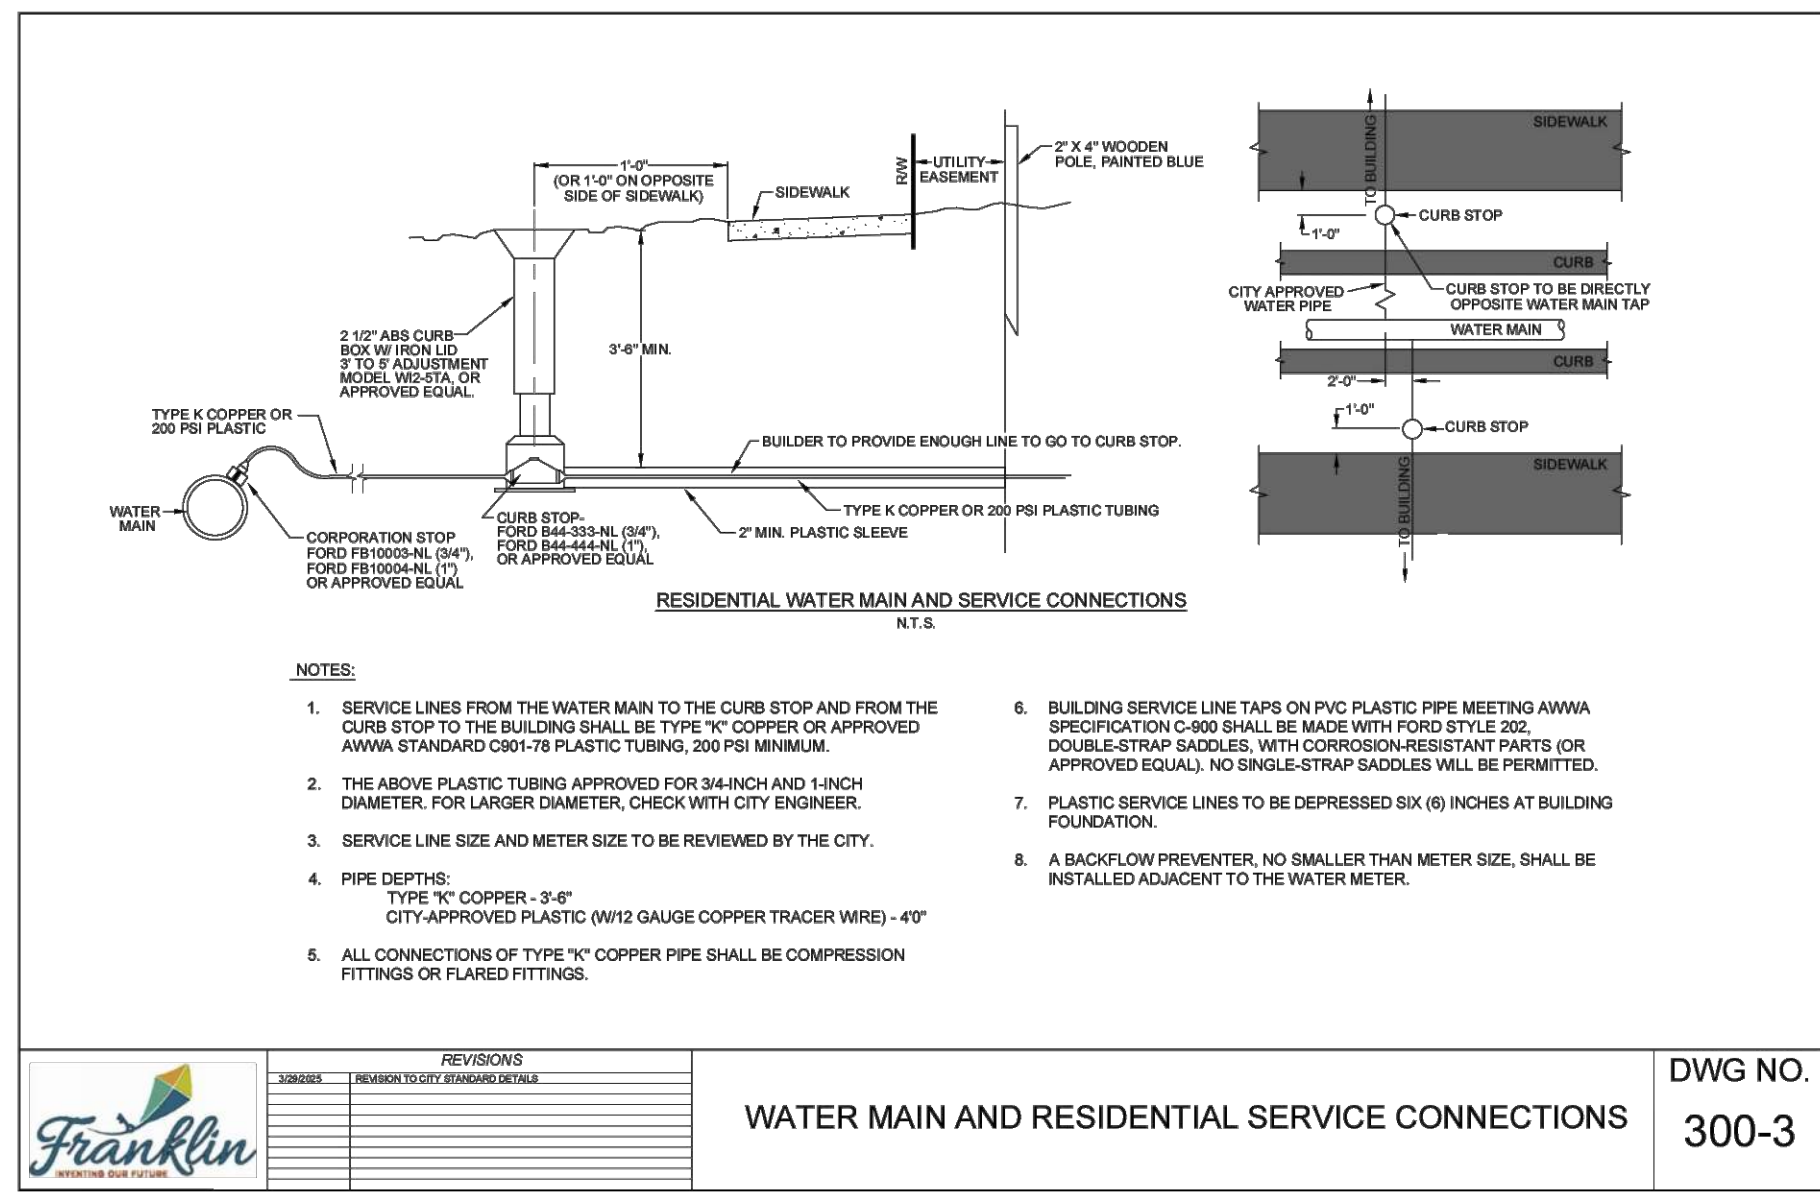 1'-0"
(OR 1'-0" ON OPPOSITE
SIDE OF SIDEWALK)
SIDEWALK
R/W
UTILITY
EASEMENT
2" X 4" WOODEN
POLE, PAINTED BLUE
2 1/2" ABS CURB
BOX W/ IRON LID
3' TO 5' ADJUSTMENT
MODEL WI2-5TA, OR
APPROVED EQUAL.
3'-6" MIN.
TYPE K COPPER OR
200 PSI PLASTIC
BUILDER TO PROVIDE ENOUGH LINE TO GO TO CURB STOP.
WATER
MAIN
TYPE K COPPER OR 200 PSI PLASTIC TUBING
2" MIN. PLASTIC SLEEVE
CORPORATION STOP
FORD FB10003-NL (3/4"),
FORD FB10004-NL (1")
OR APPROVED EQUAL
CURB STOP-
FORD B44-333-NL (3/4"),
FORD B44-444-NL (1"),
OR APPROVED EQUAL
SIDEWALK
TO BUILDING
CURB STOP
1'-0"
CURB
CITY APPROVED
WATER PIPE
CURB STOP TO BE DIRECTLY
OPPOSITE WATER MAIN TAP
WATER MAIN
CURB
2'-0"
1'-0"
CURB STOP
SIDEWALK
TO BUILDING
RESIDENTIAL WATER MAIN AND SERVICE CONNECTIONS
N.T.S.
NOTES:
1. SERVICE LINES FROM THE WATER MAIN TO THE CURB STOP AND FROM THE
CURB STOP TO THE BUILDING SHALL BE TYPE "K" COPPER OR APPROVED
AWWA STANDARD C901-78 PLASTIC TUBING, 200 PSI MINIMUM.
2. THE ABOVE PLASTIC TUBING APPROVED FOR 3/4-INCH AND 1-INCH
DIAMETER. FOR LARGER DIAMETER, CHECK WITH CITY ENGINEER.
3. SERVICE LINE SIZE AND METER SIZE TO BE REVIEWED BY THE CITY.
4. PIPE DEPTHS:
TYPE "K" COPPER - 3'-6"
CITY-APPROVED PLASTIC (W/12 GAUGE COPPER TRACER WIRE) - 4'0"
5. ALL CONNECTIONS OF TYPE "K" COPPER PIPE SHALL BE COMPRESSION
FITTINGS OR FLARED FITTINGS.
6. BUILDING SERVICE LINE TAPS ON PVC PLASTIC PIPE MEETING AWWA
SPECIFICATION C-900 SHALL BE MADE WITH FORD STYLE 202,
DOUBLE-STRAP SADDLES, WITH CORROSION-RESISTANT PARTS (OR
APPROVED EQUAL). NO SINGLE-STRAP SADDLES WILL BE PERMITTED.
7. PLASTIC SERVICE LINES TO BE DEPRESSED SIX (6) INCHES AT BUILDING
FOUNDATION.
8. A BACKFLOW PREVENTER, NO SMALLER THAN METER SIZE, SHALL BE
INSTALLED ADJACENT TO THE WATER METER.
Franklin
INVENTING OUR FUTURE
REVISIONS
3/29/2025 REVISION TO CITY STANDARD DETAILS
WATER MAIN AND RESIDENTIAL SERVICE CONNECTIONS
DWG NO.
300-3